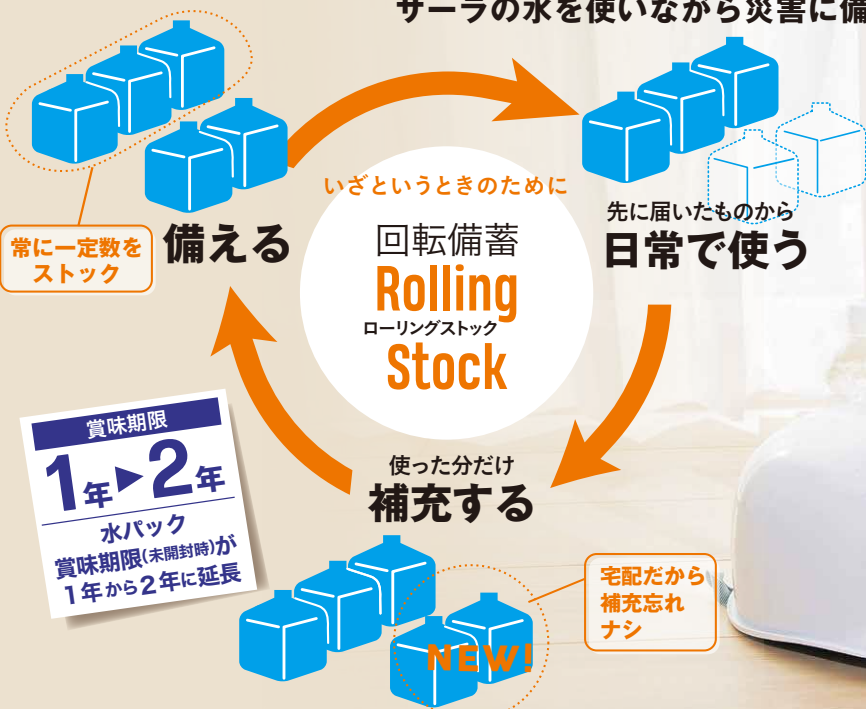 サーラの水を使いながら災害に備
いざというときのために
回転備蓄
Rolling
ローリングストック
Stock
常に一定数を
ストック
備える
先に届いたものから
日常で使う
使った分だけ
補充する
宅配だから
補充忘れ
ナシ
NEW!
賞味期限
1年▶2年
水パック
賞味期限(未開封時)が
1年から2年に延長